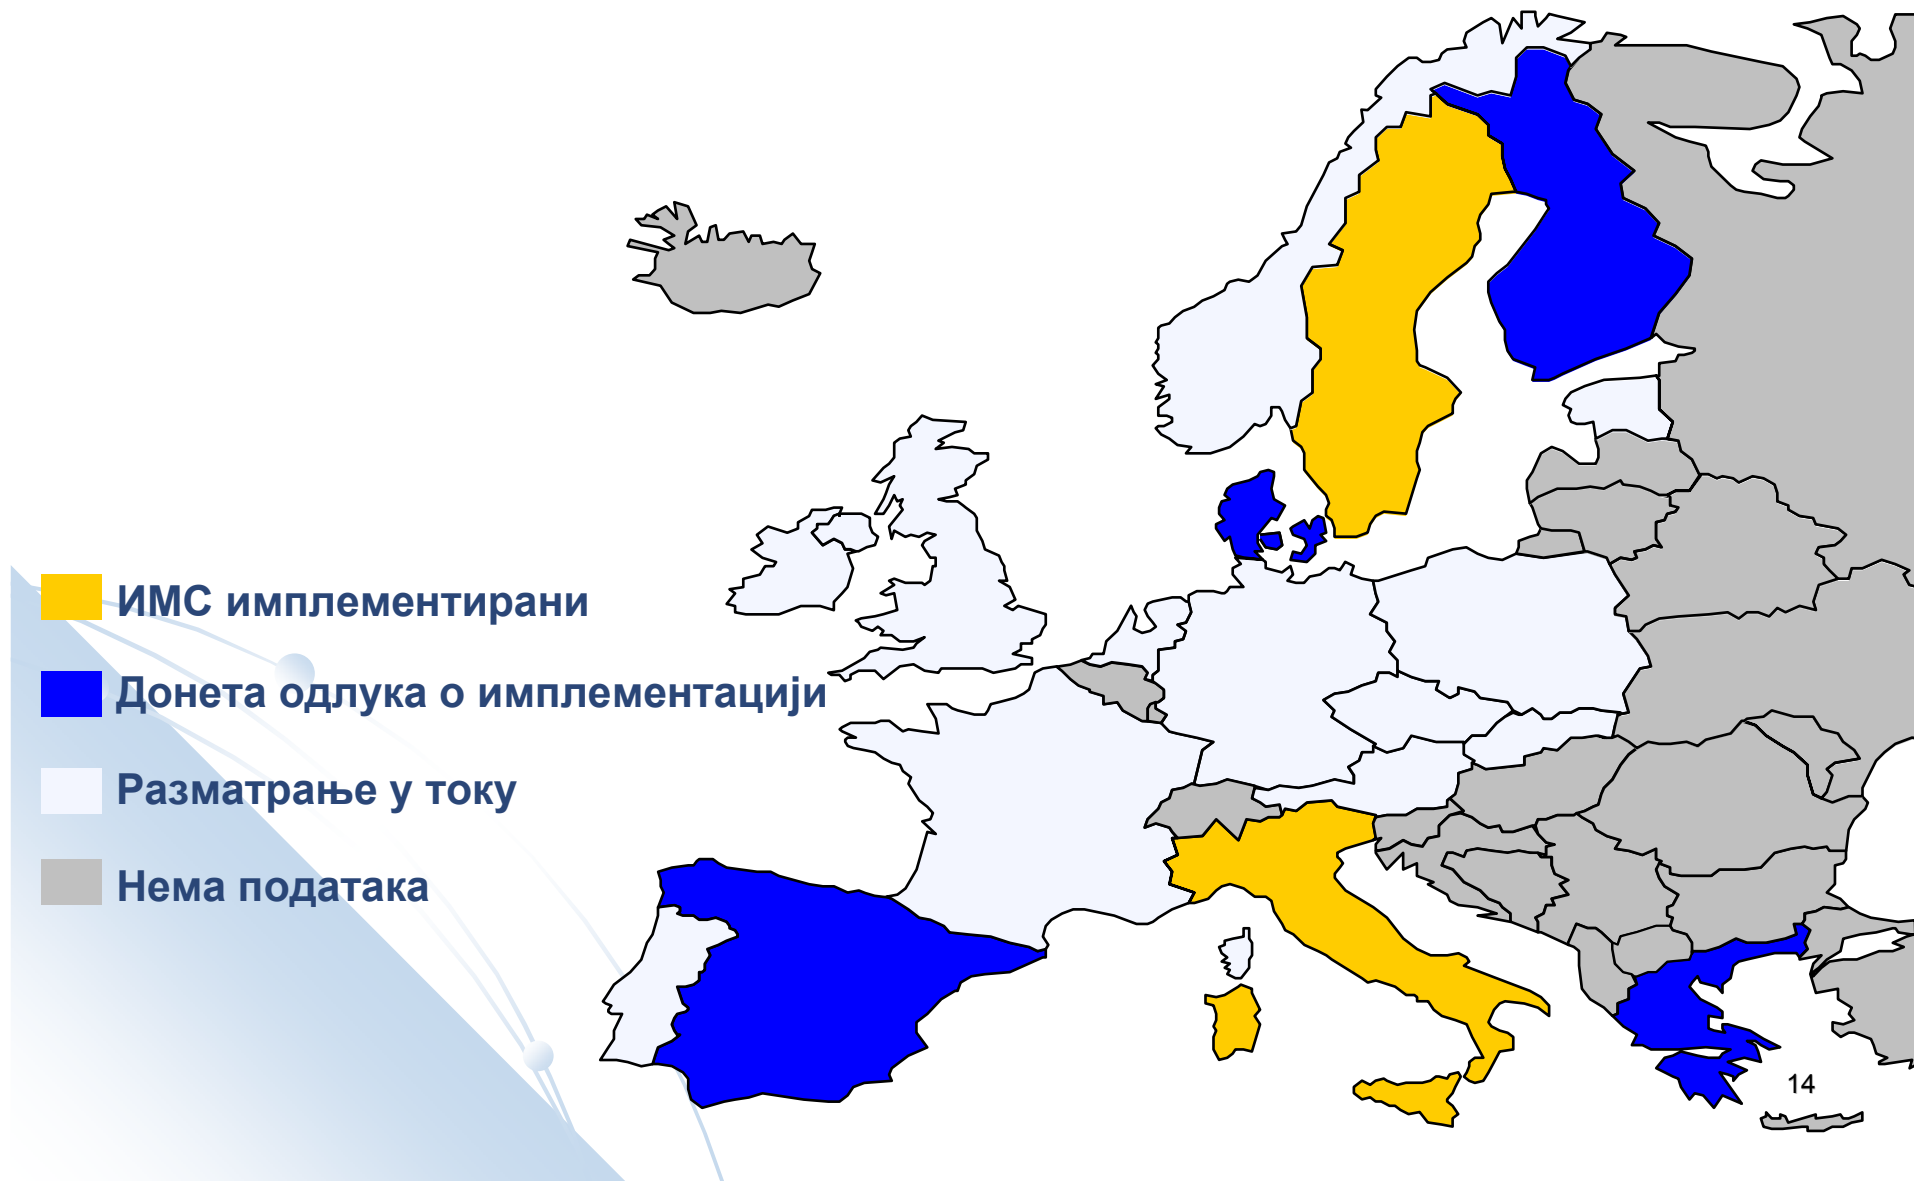 ИМС имплементирани
Донета одлука о имплементацији
Разматрање у току
Нема података
14